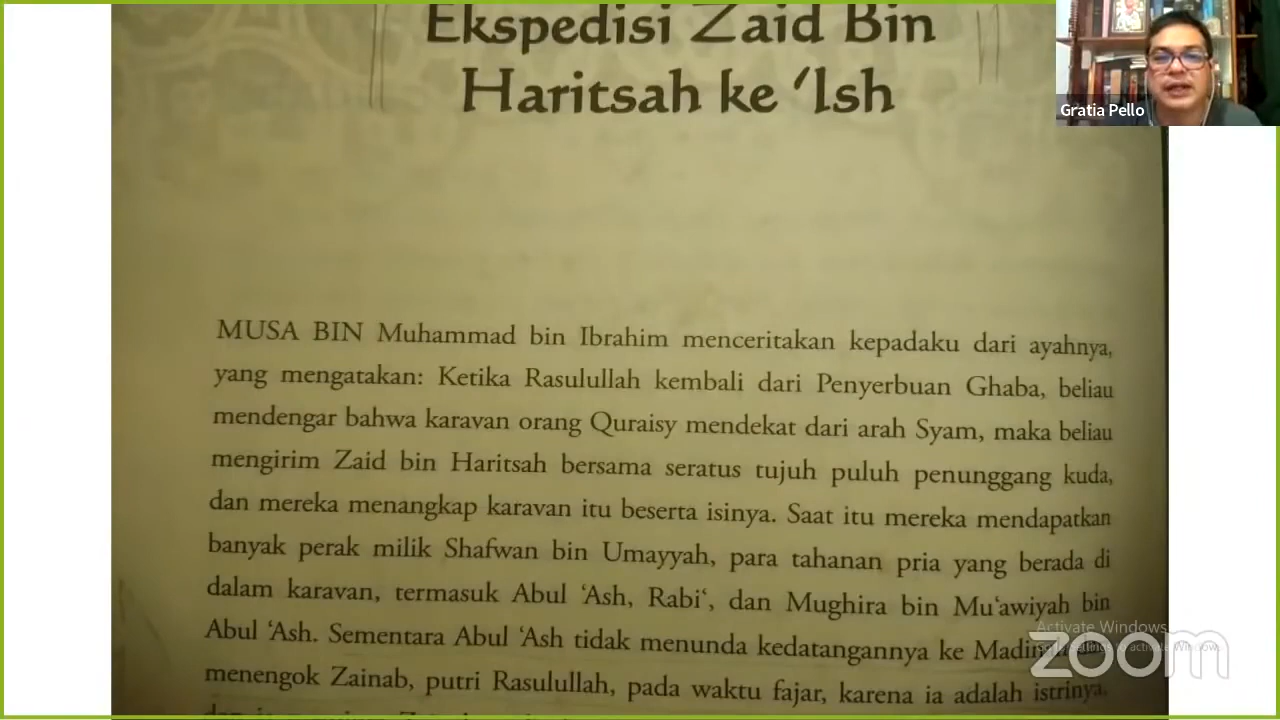 Ekspedisi Zaid Bin
Haritsah ke ‘Ish
Gratia Pello
MUSA BIN Muhammad bin Ibrahim menceritakan kepadaku dari ayahnya,
yang mengatakan: Ketika Rasulullah kembali dari Penyerbuan Ghaba, beliau
mendengar bahwa karavan orang Quraisy mendekat dari arah Syam, maka beliau
mengirim Zaid bin Haritsah bersama seratus tujuh puluh penunggang kuda,
dan mereka menangkap karavan itu beserta isinya. Saat itu mereka mendapatkan
banyak perak milik Shafwan bin Umayyah, para tahanan pria yang berada di
dalam karavan, termasuk Abul ‘Ash, Rabi‘, dan Mughira bin Mu‘awiyah bin
Abul ‘Ash. Sementara Abul ‘Ash tidak menunda kedatangannya ke
menengok Zainab, putri Rasulullah, pada waktu fajar, karena ia adalah istrinya,
Activate Windows
zoom